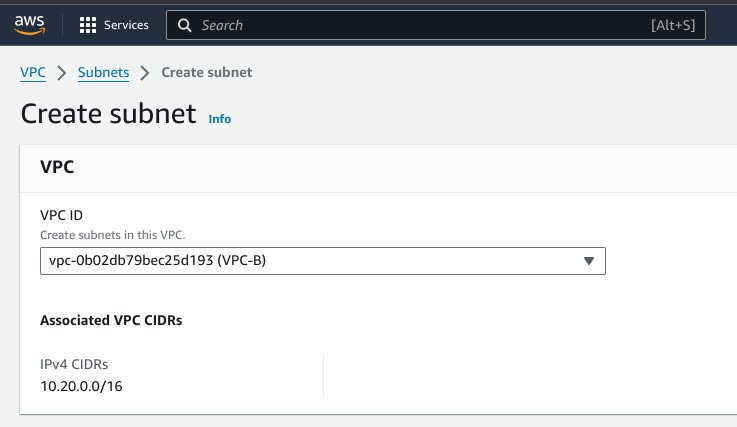 aws Services Search [Alt+S]
VPC Subnets Create subnet
Create subnet Info
VPC
VPC ID
Create subnets in this VPC.
vpc-0b02db79bec25d193 (VPC-B)
Associated VPC CIDRs
IPv4 CIDRs
10.20.0.0/16